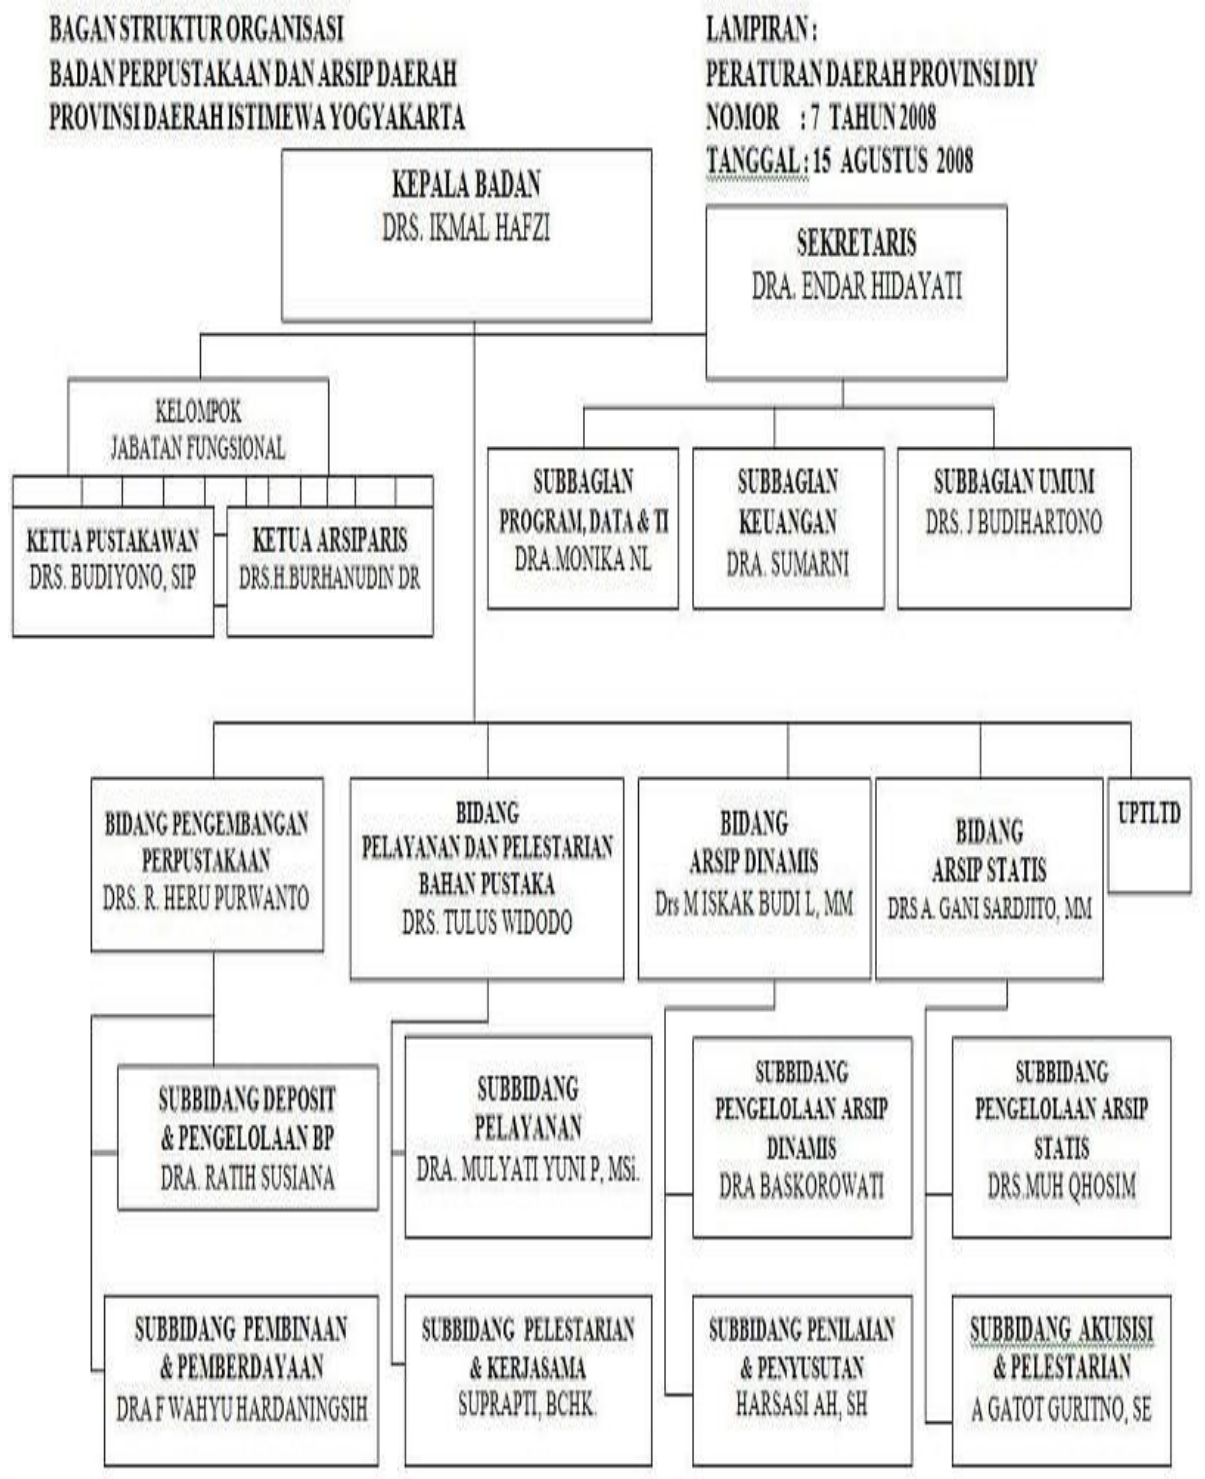 BAGAN STRUKTUR ORGANISASI
BADAN PERPUSTAKAAN DAN ARSIP DAERAH
PROVINSI DAERAH ISTIMEWA YOGYAKARTA
LAMPIRAN :
PERATURAN DAERAH PROVINSI DIY
NOMOR : 7 TAHUN 2008
TANGGAL : 15 AGUSTUS 2008
KEPALA BADAN
DRS. IKMAL HAFZI
SEKRETARIS
DRA. ENDAR HIDAYATI
KELOMPOK
JABATAN FUNGSIONAL
KETUA PUSTAKAWAN
DRS. BUDIYONO, SIP
KETUA ARSIPARIS
DRS.H.BURHANUDIN DR
SUBBAGIAN
PROGRAM, DATA & TI
DRA.MONIKA NL
SUBBAGIAN
KEUANGAN
DRA. SUMARNI
SUBBAGIAN UMUM
DRS. J BUDIHARTONO
BIDANG PENGEMBANGAN
PERPUSTAKAAN
DRS. R. HERU PURWANTO
BIDANG
PELAYANAN DAN PELESTARIAN
BAHAN PUSTAKA
DRS. TULUS WIDODO
BIDANG
ARSIP DINAMIS
Drs M ISKAK BUDI L, MM
BIDANG
ARSIP STATIS
DRS A. GANI SARDJITO, MM
UPTLTD
SUBBIDANG DEPOSIT
& PENGELOLAAN BP
DRA. RATIH SUSIANA
SUBBIDANG
PELAYANAN
DRA. MULYATI YUNI P, MSi.
SUBBIDANG
PENGELOLAAN ARSIP
DINAMIS
DRA BASKOROWATI
SUBBIDANG
PENGELOLAAN ARSIP
STATIS
DRS.MUH QHOSIM
SUBBIDANG PEMBINAAN
& PEMBERDAYAAN
DRA F WAHYU HARDANINGSIH
SUBBIDANG PELESTARIAN
& KERJASAMA
SUPRAPTI, BCHK.
SUBBIDANG PENILAIAN
& PENYUSUTAN
HARSASI AH, SH
SUBBIDANG AKUISISI
& PELESTARIAN
A GATOT GURITNO, SE